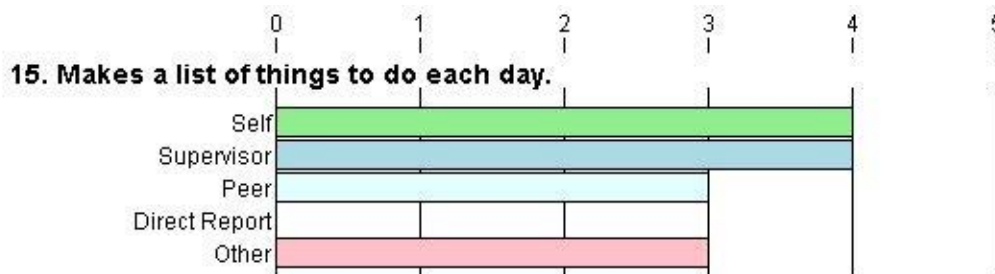 0 1 2 3 4 5
15. Makes a list of things to do each day.
Self
Supervisor
Peer
Direct Report
Other